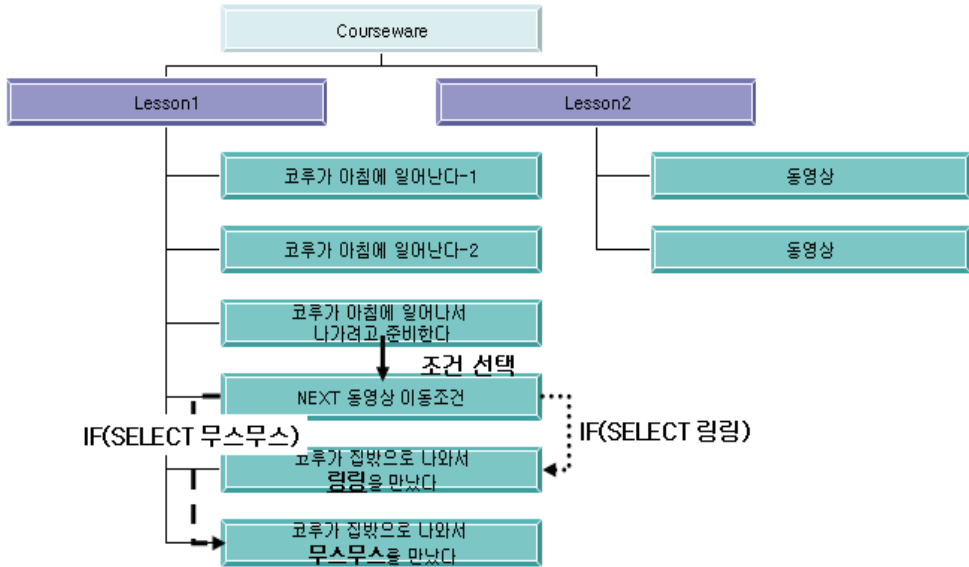 Courseware
Lesson1
Lesson2
코루가 아침에 일어난다-1
동영상
코루가 아침에 일어난다-2
동영상
코루가 아침에 일어나서
나가려고 준비한다
조건 선택
NEXT 동영상 이동조건
IF(SELECT 무스무스)
IF(SELECT 링링)
코루가 집밖으로 나와서
링링을 만났다
코루가 집밖으로 나와서
무스무스를 만났다